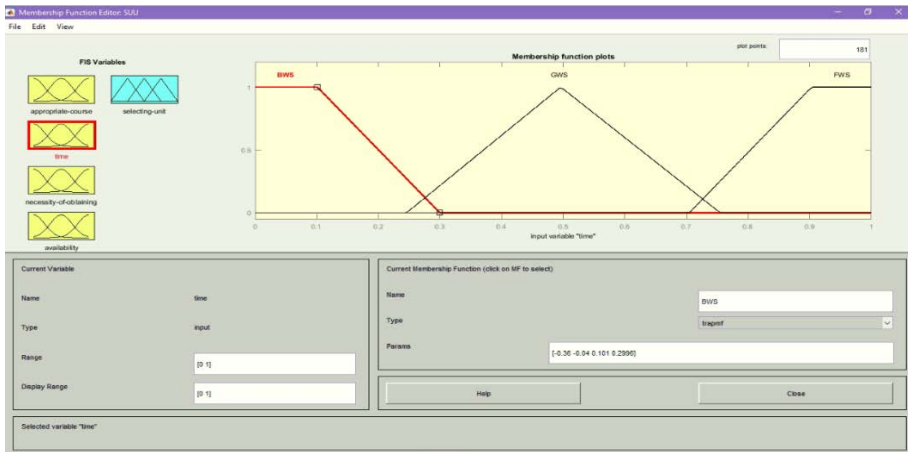 Membership Function Editor: SUU
File Edit View
FIS Variables
appropriate-course
selecting-unit
time
necessity-of-obtaining
availability
plot points:
181
Membership function plots
BWS GWS FWS
1
0.5
0
0 0.1 0.2 0.3 0.4 0.5 0.6 0.7 0.8 0.9 1
input variable "time"
Current Variable
Name time
Type input
Range [0 1]
Display Range [0 1]
Current Membership Function (click on MF to select)
Name BWS
Type trapmf
Params [-0.36 -0.04 0.101 0.2996]
Help Close
Selected variable "time"